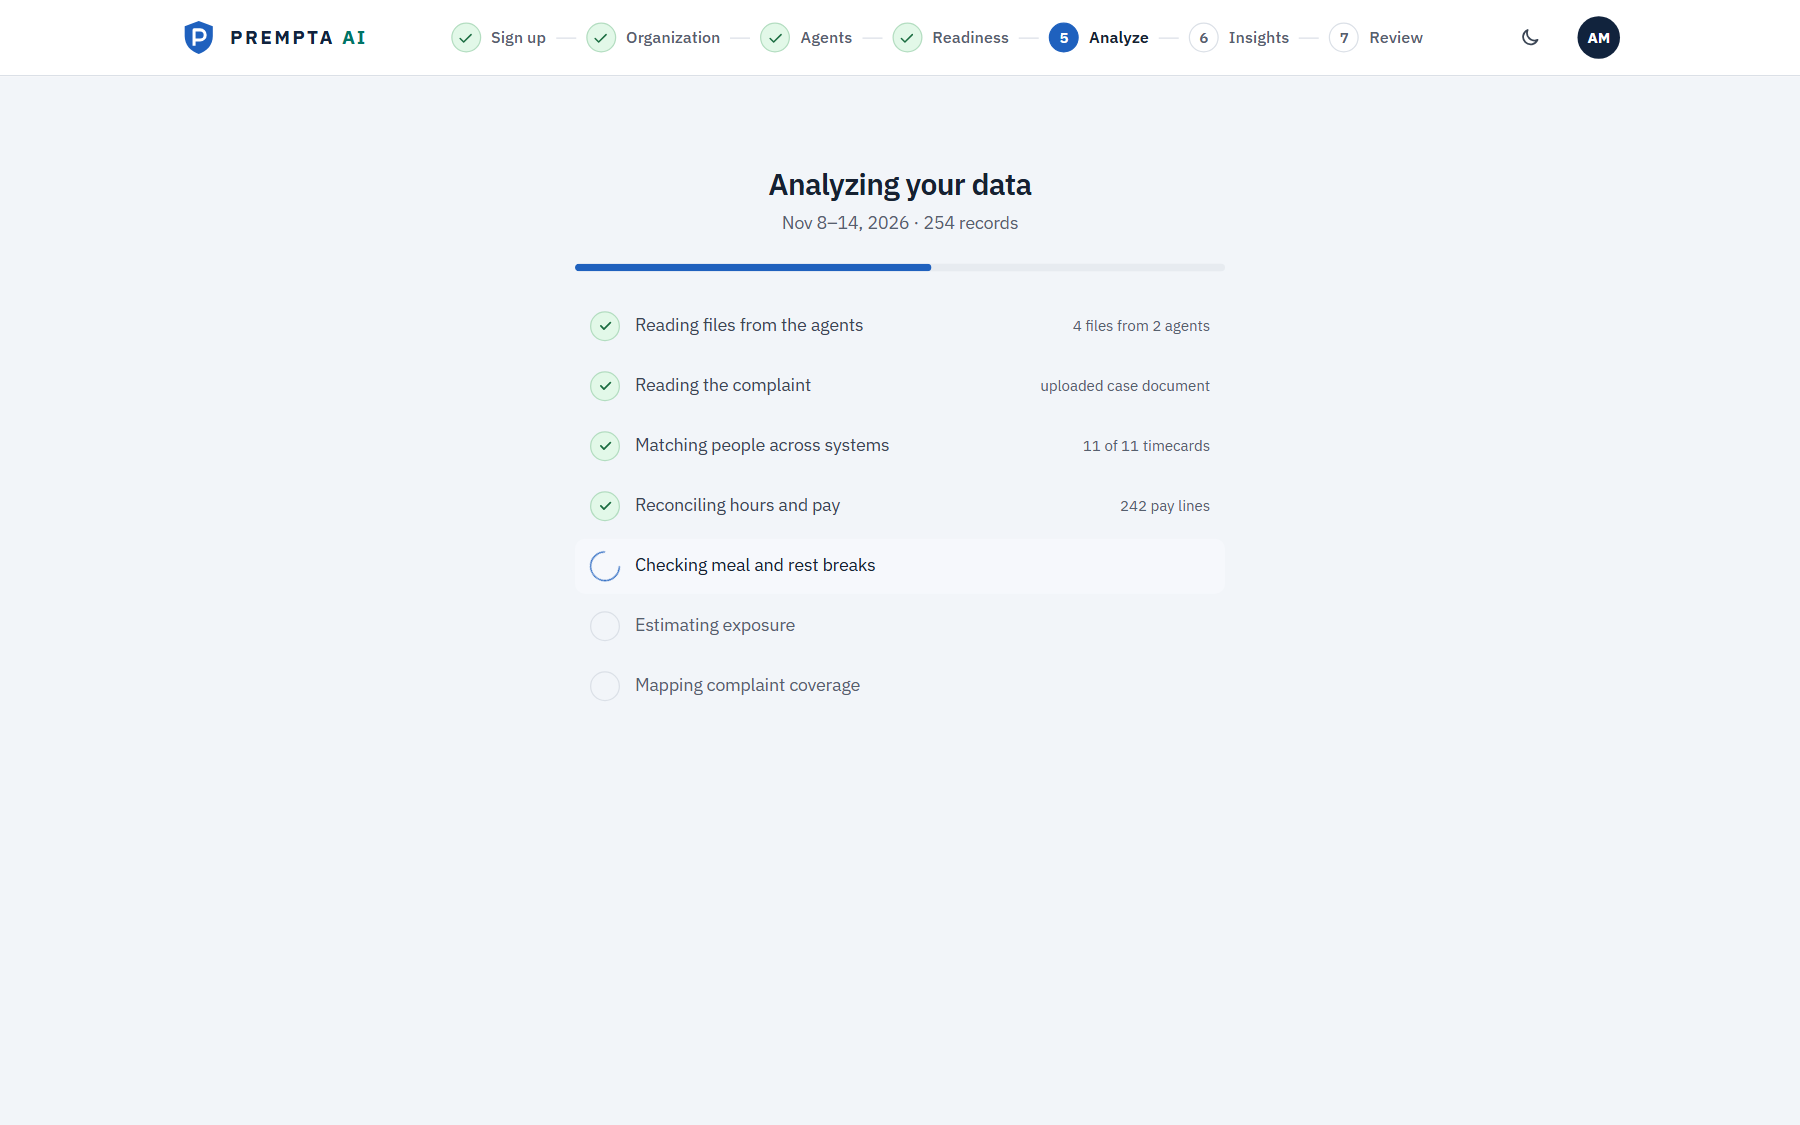 PREMPTA AI
Sign up
Organization
Agents
Readiness
5 Analyze
6 Insights
7 Review
AM
Analyzing your data
Nov 8–14, 2026 · 254 records
Reading files from the agents 4 files from 2 agents
Reading the complaint uploaded case document
Matching people across systems 11 of 11 timecards
Reconciling hours and pay 242 pay lines
Checking meal and rest breaks
Estimating exposure
Mapping complaint coverage